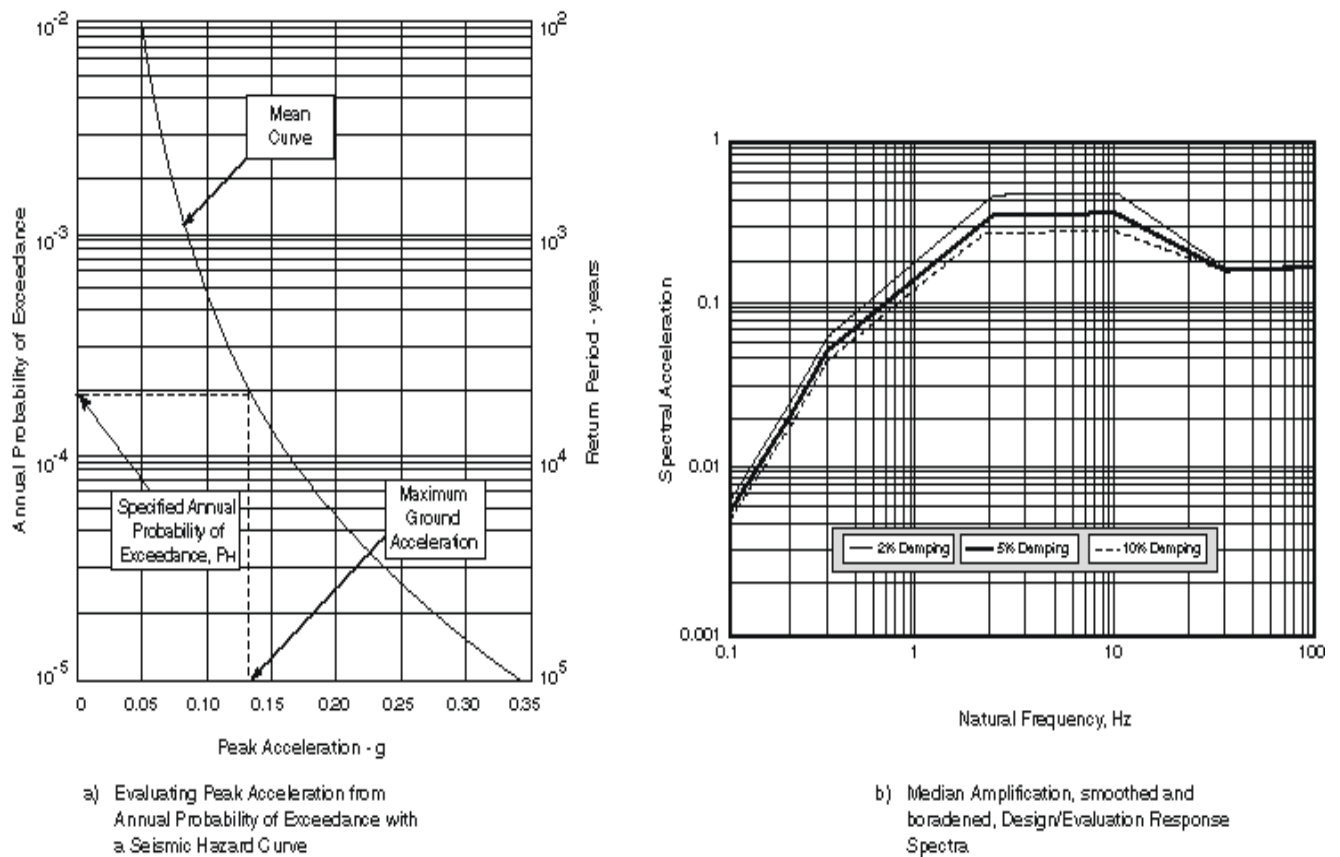 10-2
10-3
10-4
10-5
Annual Probability of Exceedance
Mean
Curve
Specified Annual
Probability of
Exceedance, PH
Maximum
Ground
Acceleration
102
103
104
105
Return Period - years
0 0.05 0.10 0.15 0.20 0.25 0.30 0.35
Peak Acceleration - g
a) Evaluating Peak Acceleration from
Annual Probability of Exceedance with
a Seismic Hazard Curve
1
0.1
0.01
0.001
Spectral Acceleration
2% Damping 5% Damping 10% Damping
0.1 1 10 100
Natural Frequency, Hz
b) Median Amplification, smoothed and
boradened, Design/Evaluation Response
Spectra